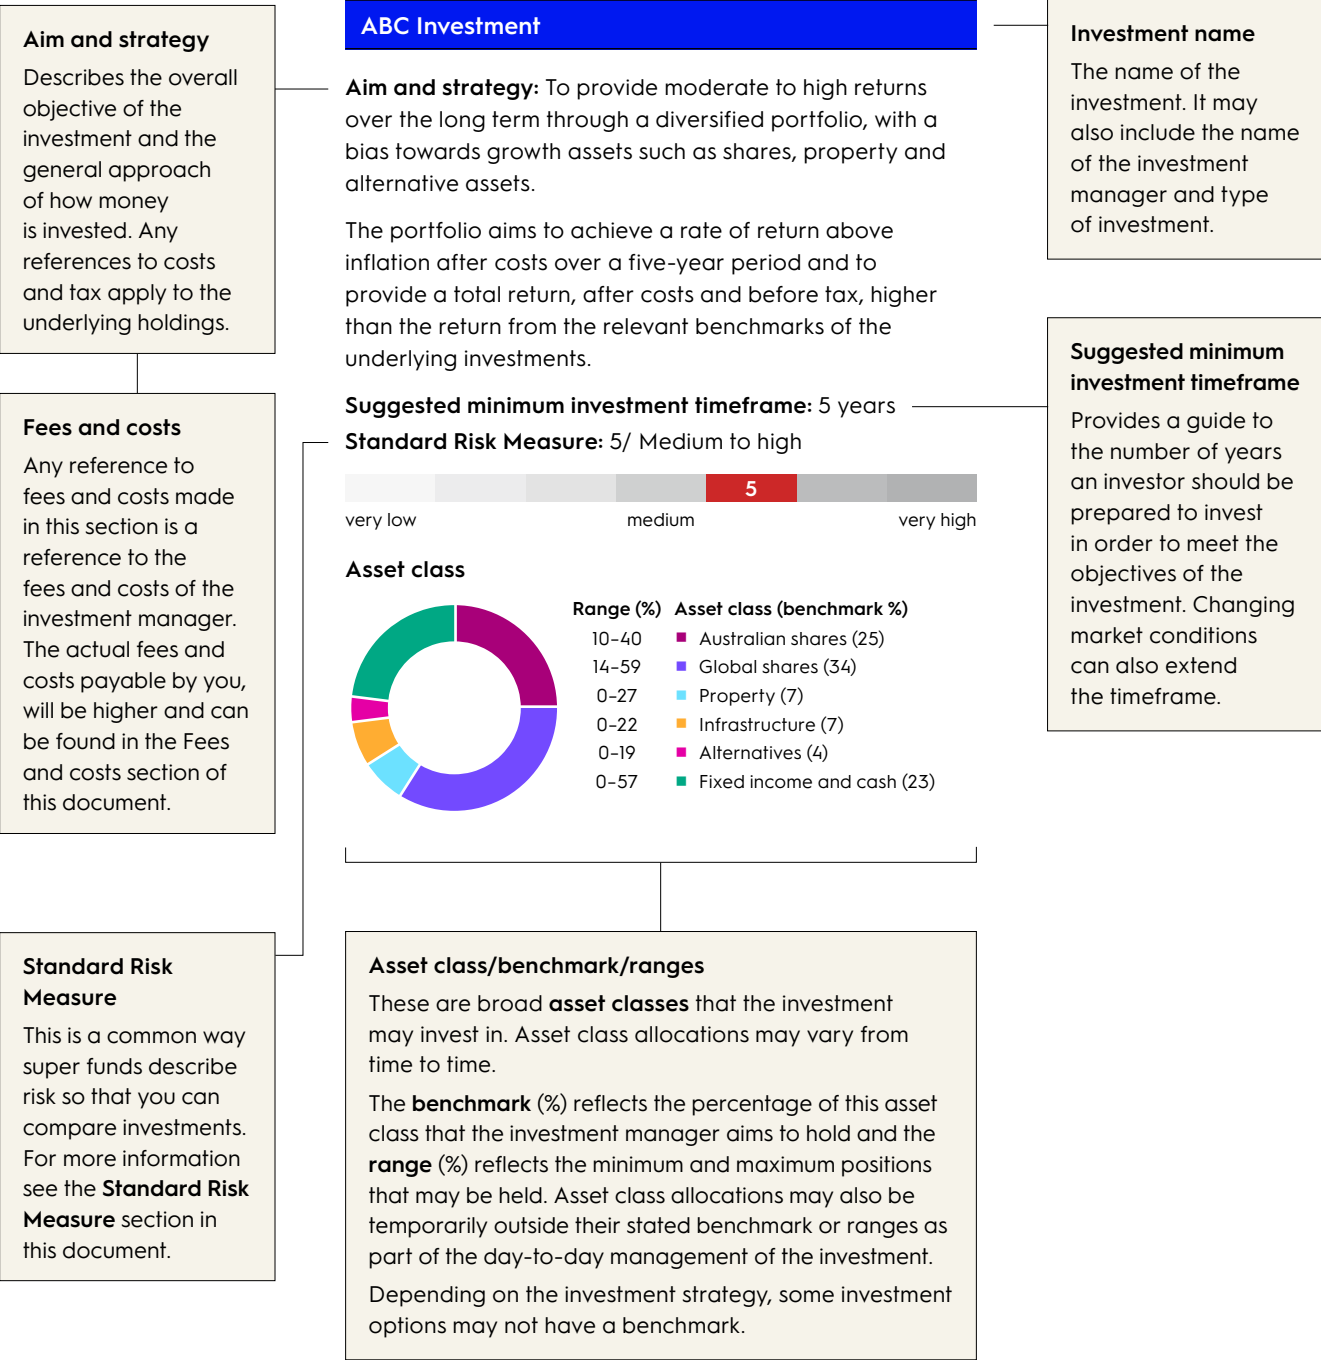 Aim and strategy
Describes the overall
objective of the
investment and the
general approach
of how money
is invested. Any
references to costs
and tax apply to the
underlying holdings.
Fees and costs
Any reference to
fees and costs made
in this section is a
reference to the
fees and costs of the
investment manager.
The actual fees and
costs payable by you,
will be higher and can
be found in the Fees
and costs section of
this document.
Standard Risk
Measure
This is a common way
super funds describe
risk so that you can
compare investments.
For more information
see the Standard Risk
Measure section in
this document.
ABC Investment
Aim and strategy: To provide moderate to high returns
over the long term through a diversified portfolio, with a
bias towards growth assets such as shares, property and
alternative assets.
The portfolio aims to achieve a rate of return above
inflation after costs over a five-year period and to
provide a total return, after costs and before tax, higher
than the return from the relevant benchmarks of the
underlying investments.
Suggested minimum investment timeframe: 5 years
Standard Risk Measure: 5/ Medium to high
5
very low medium very high
Asset class
Range (%) Asset class (benchmark %)
10–40 Australian shares (25)
14–59 Global shares (34)
0–27 Property (7)
0–22 Infrastructure (7)
0–19 Alternatives (4)
0–57 Fixed income and cash (23)
Asset class/benchmark/ranges
These are broad asset classes that the investment
may invest in. Asset class allocations may vary from
time to time.
The benchmark (%) reflects the percentage of this asset
class that the investment manager aims to hold and the
range (%) reflects the minimum and maximum positions
that may be held. Asset class allocations may also be
temporarily outside their stated benchmark or ranges as
part of the day-to-day management of the investment.
Depending on the investment strategy, some investment
options may not have a benchmark.
Investment name
The name of the
investment. It may
also include the name
of the investment
manager and type
of investment.
Suggested minimum
investment timeframe
Provides a guide to
the number of years
an investor should be
prepared to invest
in order to meet the
objectives of the
investment. Changing
market conditions
can also extend
the timeframe.